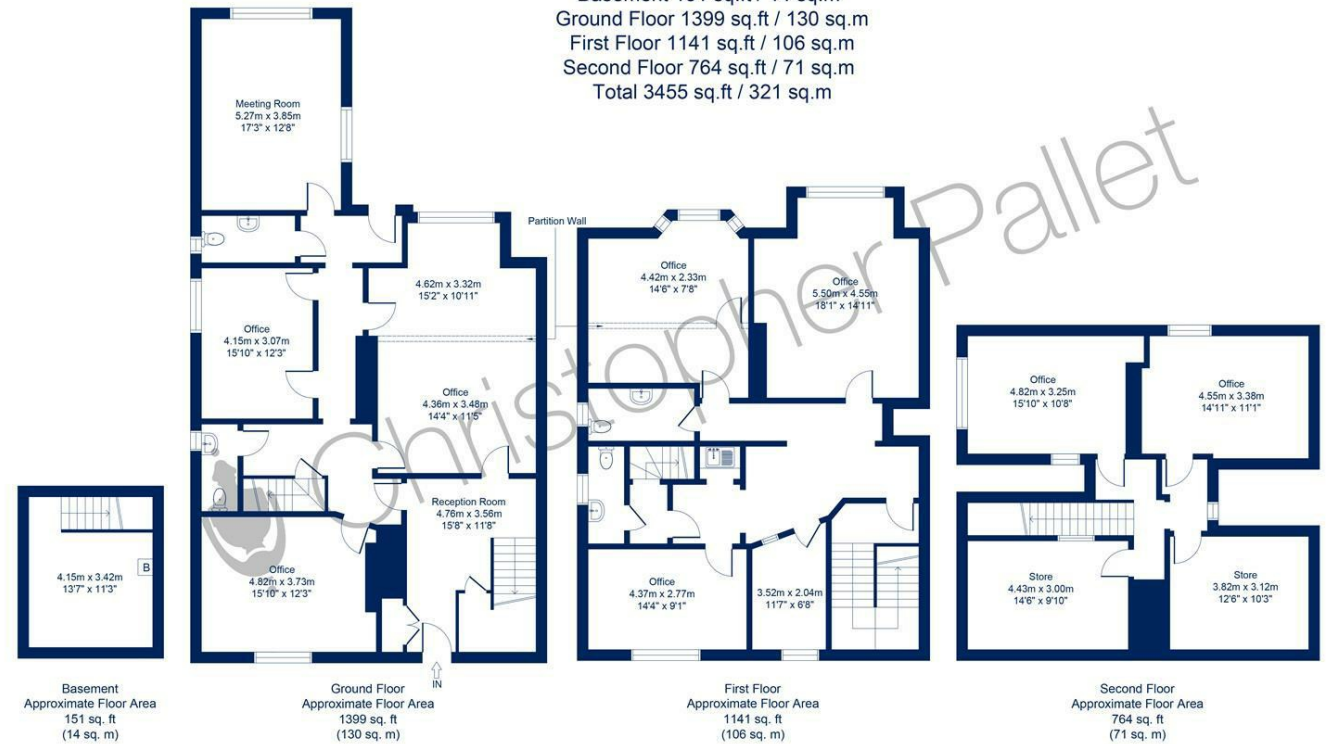 Basement 151 sq.ft / 14 sq.m
Ground Floor 1399 sq.ft / 130 sq.m
First Floor 1141 sq.ft / 106 sq.m
Second Floor 764 sq.ft / 71 sq.m
Total 3455 sq.ft / 321 sq.m
Christopher Pallet
Meeting Room
5.27m x 3.85m
17'3" x 12'8"
4.62m x 3.32m
15'2" x 10'11"
Partition Wall
Office
4.15m x 3.07m
15'10" x 12'3"
Office
4.36m x 3.48m
14'4" x 11'5"
Reception Room
4.76m x 3.56m
15'8" x 11'8"
Office
4.82m x 3.73m
15'10" x 12'3"
IN
4.15m x 3.42m
13'7" x 11'3"
B
Office
4.42m x 2.33m
14'6" x 7'8"
Office
5.50m x 4.55m
18'1" x 14'11"
Office
4.37m x 2.77m
14'4" x 9'1"
3.52m x 2.04m
11'7" x 6'8"
Office
4.82m x 3.25m
15'10" x 10'8"
Office
4.55m x 3.38m
14'11" x 11'1"
Store
4.43m x 3.00m
14'6" x 9'10"
Store
3.82m x 3.12m
12'6" x 10'3"
Basement
Approximate Floor Area
151 sq. ft
(14 sq. m)
Ground Floor
Approximate Floor Area
1399 sq. ft
(130 sq. m)
First Floor
Approximate Floor Area
1141 sq. ft
(106 sq. m)
Second Floor
Approximate Floor Area
764 sq. ft
(71 sq. m)